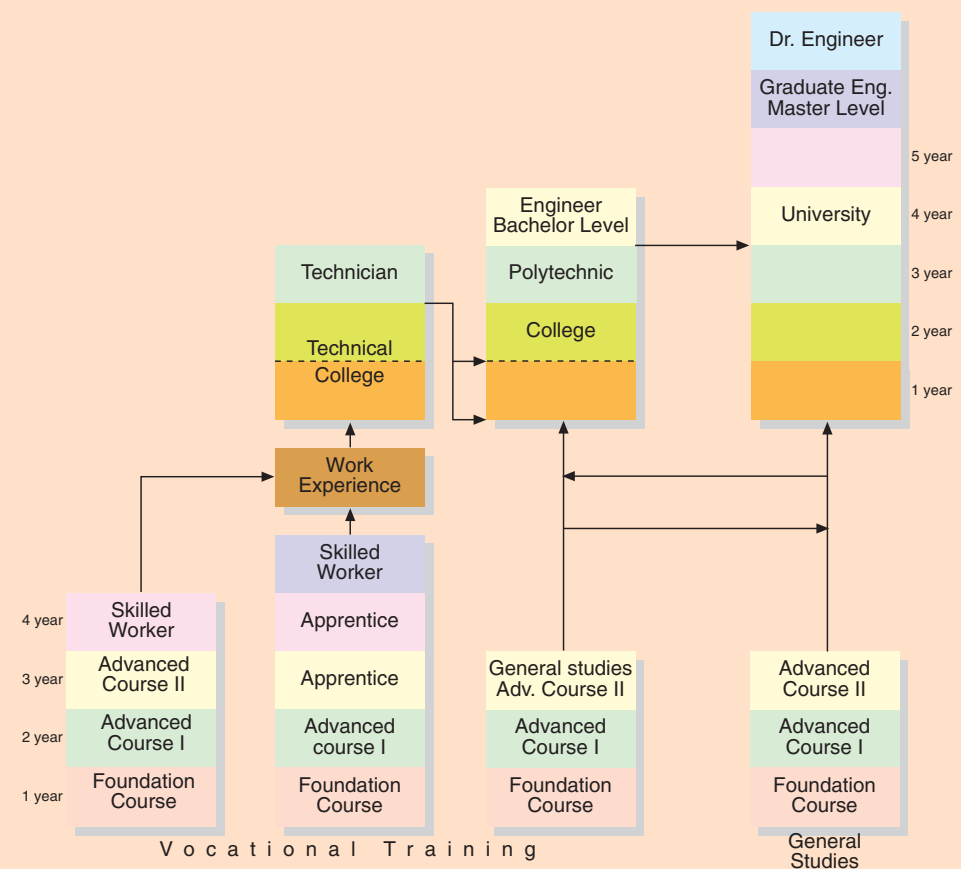 Dr. Engineer
Graduate Eng.
Master Level
5 year
University
4 year
3 year
2 year
1 year
Engineer
Bachelor Level
Polytechnic
College
Technician
Technical
College
Work
Experience
4 year
3 year
2 year
1 year
Skilled
Worker
Advanced
Course II
Advanced
Course I
Foundation
Course
Skilled
Worker
Apprentice
Apprentice
Advanced
course I
Foundation
Course
General studies
Adv. Course II
Advanced
Course I
Foundation
Course
Advanced
Course II
Advanced
Course I
Foundation
Course
Vocational Training
General
Studies